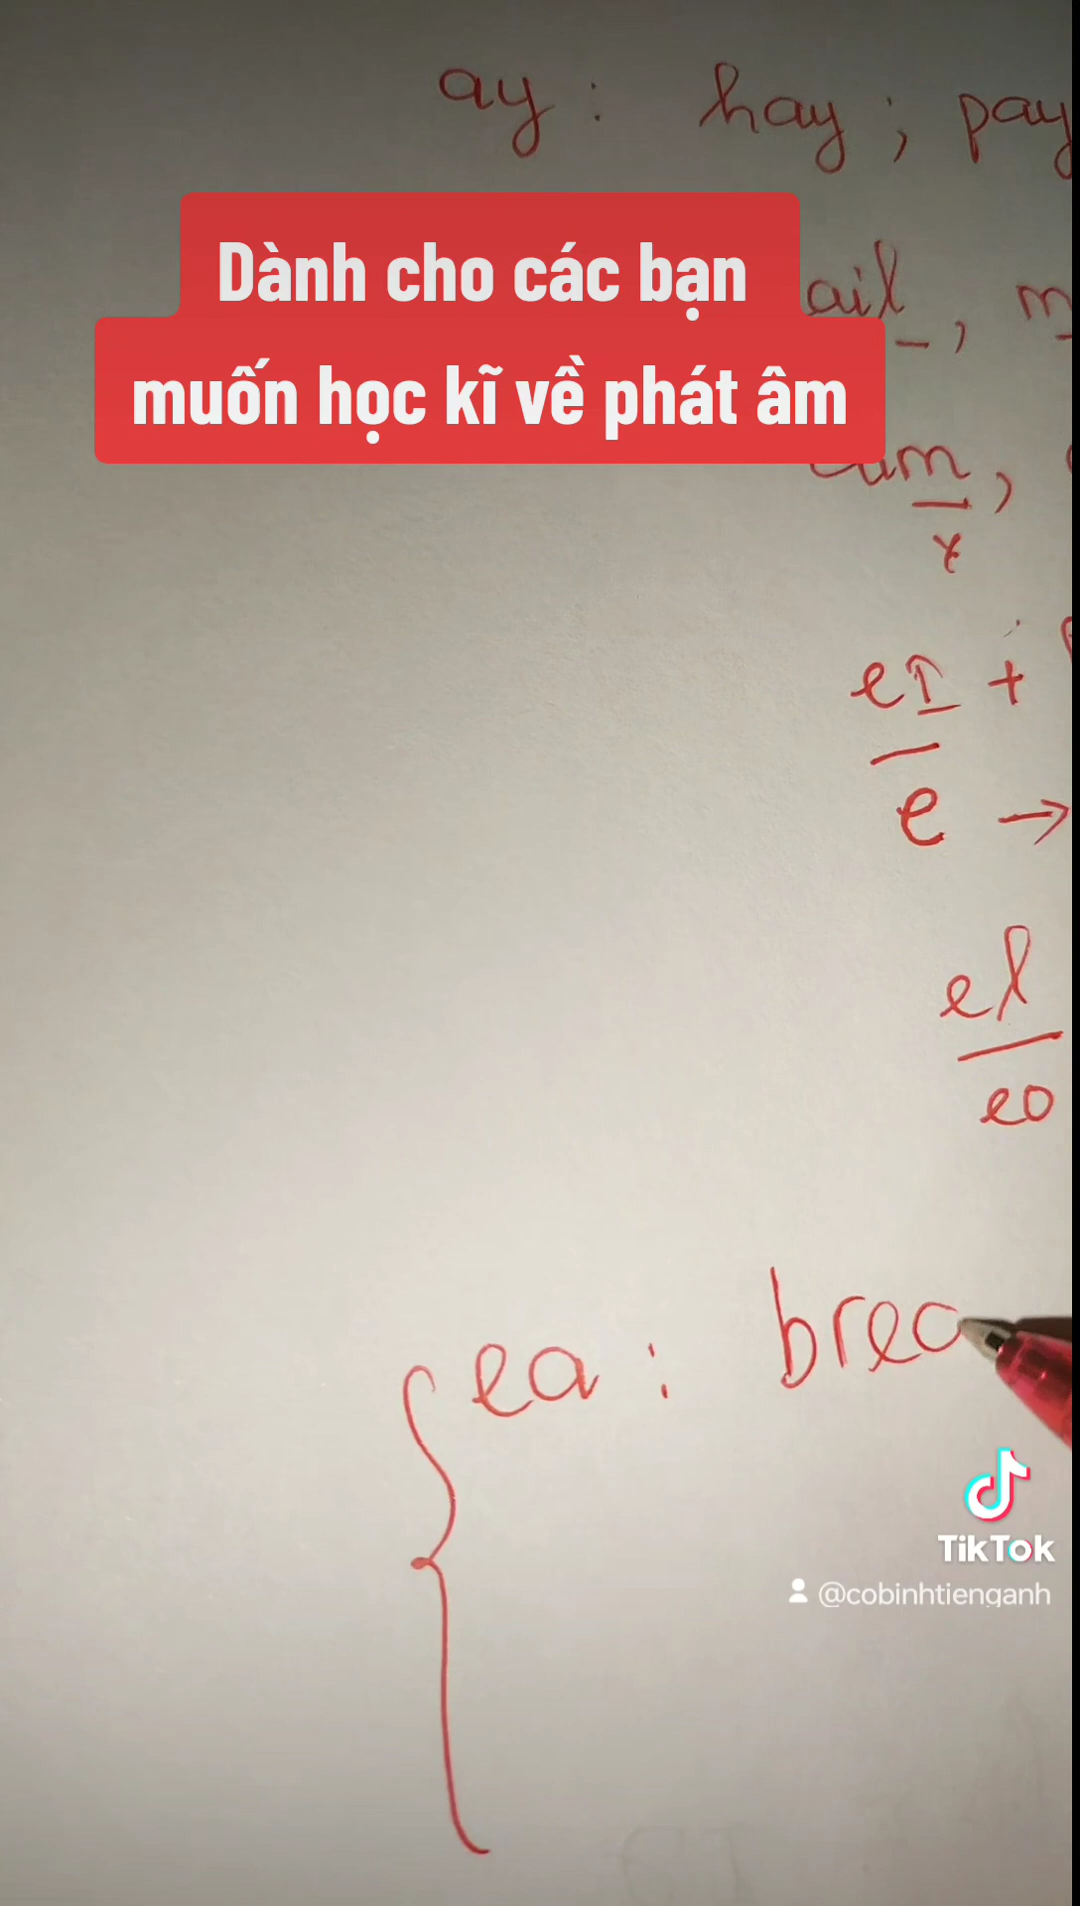 ay : hay ; pay
Dành cho các bạn
muốn học kĩ về phát âm
ail,
eɪ +
e →
el
eo
ea : brea
TikTok
@cobinhtienganh